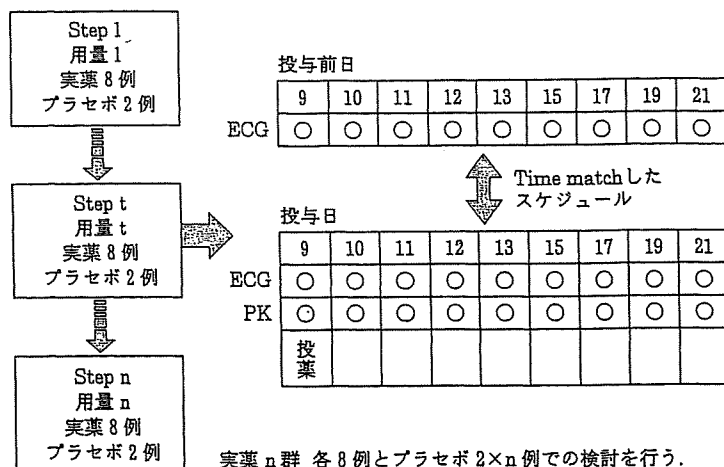 Step 1
用量 1
実薬 8 例
プラセボ 2 例
Step t
用量 t
実薬 8 例
プラセボ 2 例
Step n
用量 n
実薬 8 例
プラセボ 2 例
投与前日
9 10 11 12 13 15 17 19 21
ECG ○ ○ ○ ○ ○ ○ ○ ○ ○
Time match した
スケジュール
投与日
9 10 11 12 13 15 17 19 21
ECG ○ ○ ○ ○ ○ ○ ○ ○ ○
PK ○ ○ ○ ○ ○ ○ ○ ○ ○
投薬
実薬 n 群 各 8 例とプラセボ 2×n 例での検討を行う.